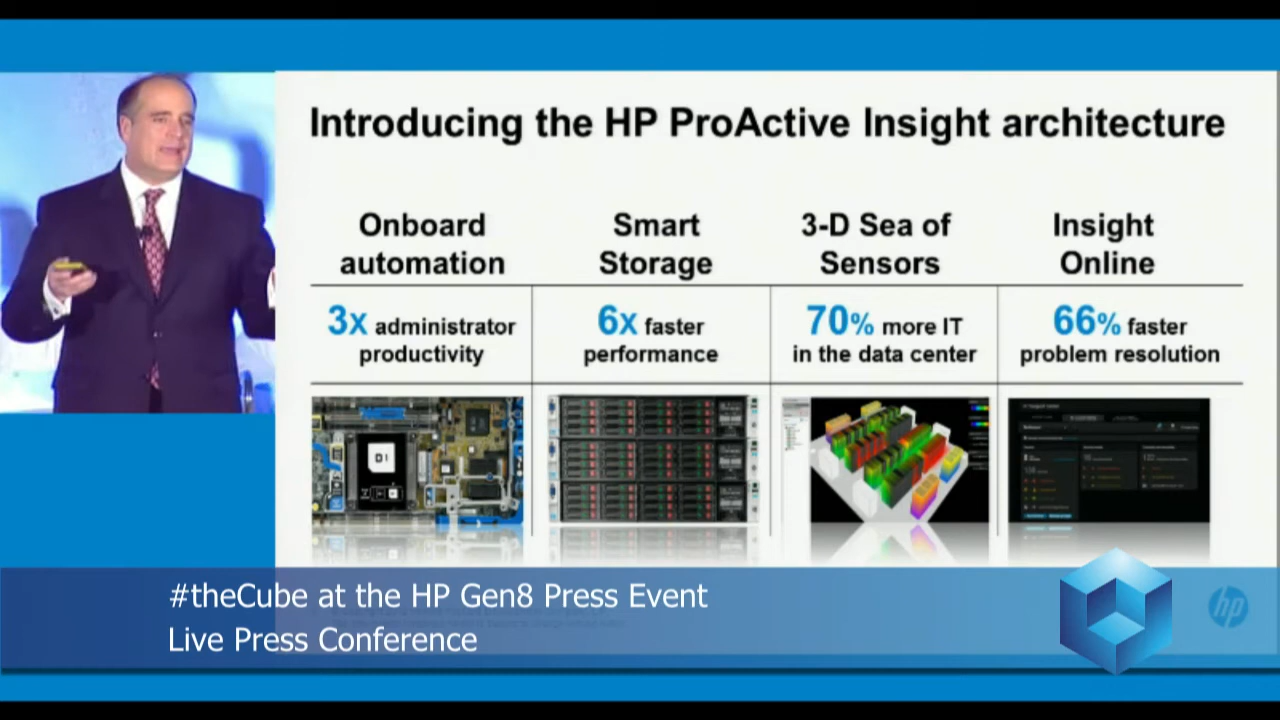 Introducing the HP ProActive Insight architecture
Onboard
automation
Smart
Storage
3-D Sea of
Sensors
Insight
Online
3x administrator
productivity
6x faster
performance
70% more IT
in the data center
66% faster
problem resolution
#theCube at the HP Gen8 Press Event
Live Press Conference
hp